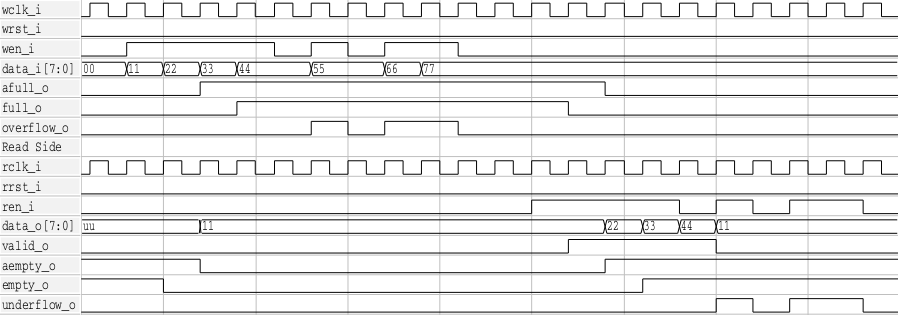 wclk_i
wrst_i
wen_i
data_i[7:0] 00 11 22 33 44 55 66 77
afull_o
full_o
overflow_o
Read Side
rclk_i
rrst_i
ren_i
data_o[7:0] uu 11 22 33 44 11
valid_o
aempty_o
empty_o
underflow_o